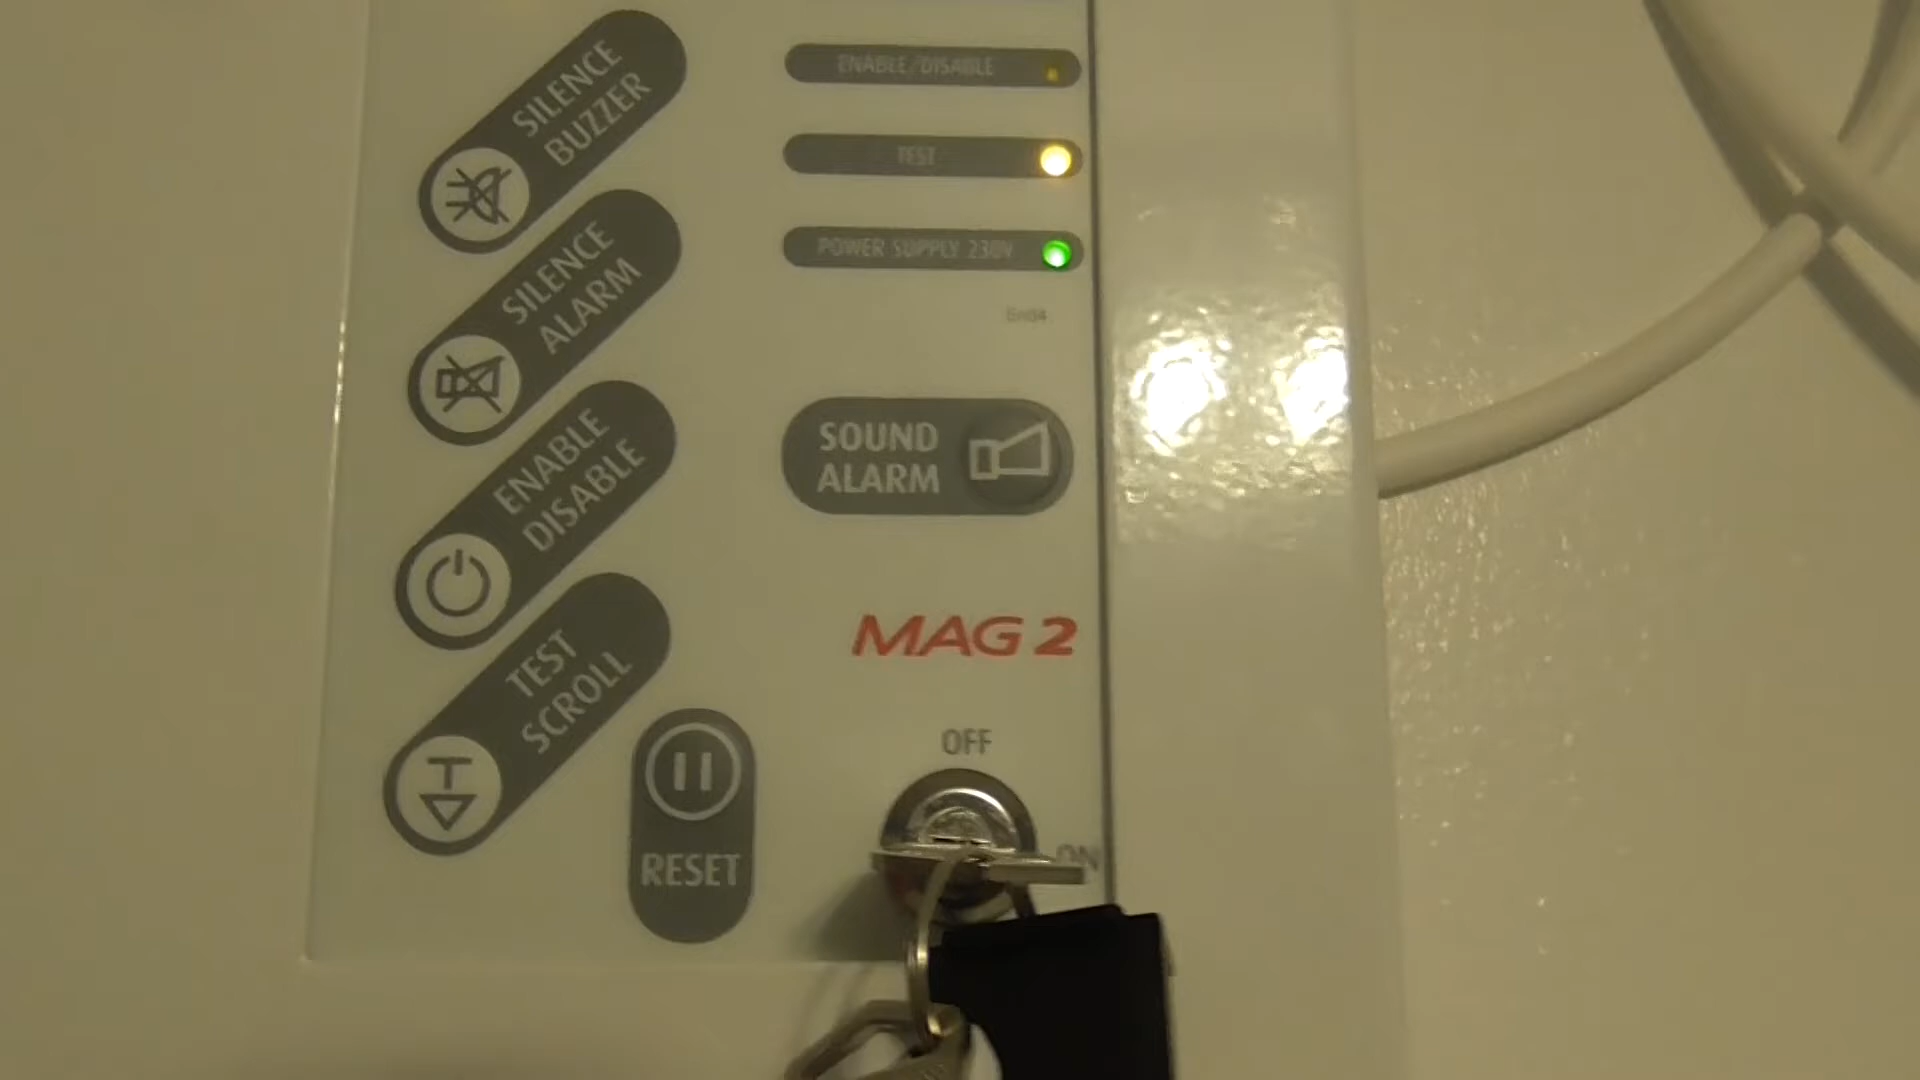 SILENCE
BUZZER
SILENCE
ALARM
ENABLE
DISABLE
TEST
SCROLL
RESET
ENABLE/DISABLE
TEST
POWER SUPPLY 230V
SOUND
ALARM
MAG 2
OFF
ON